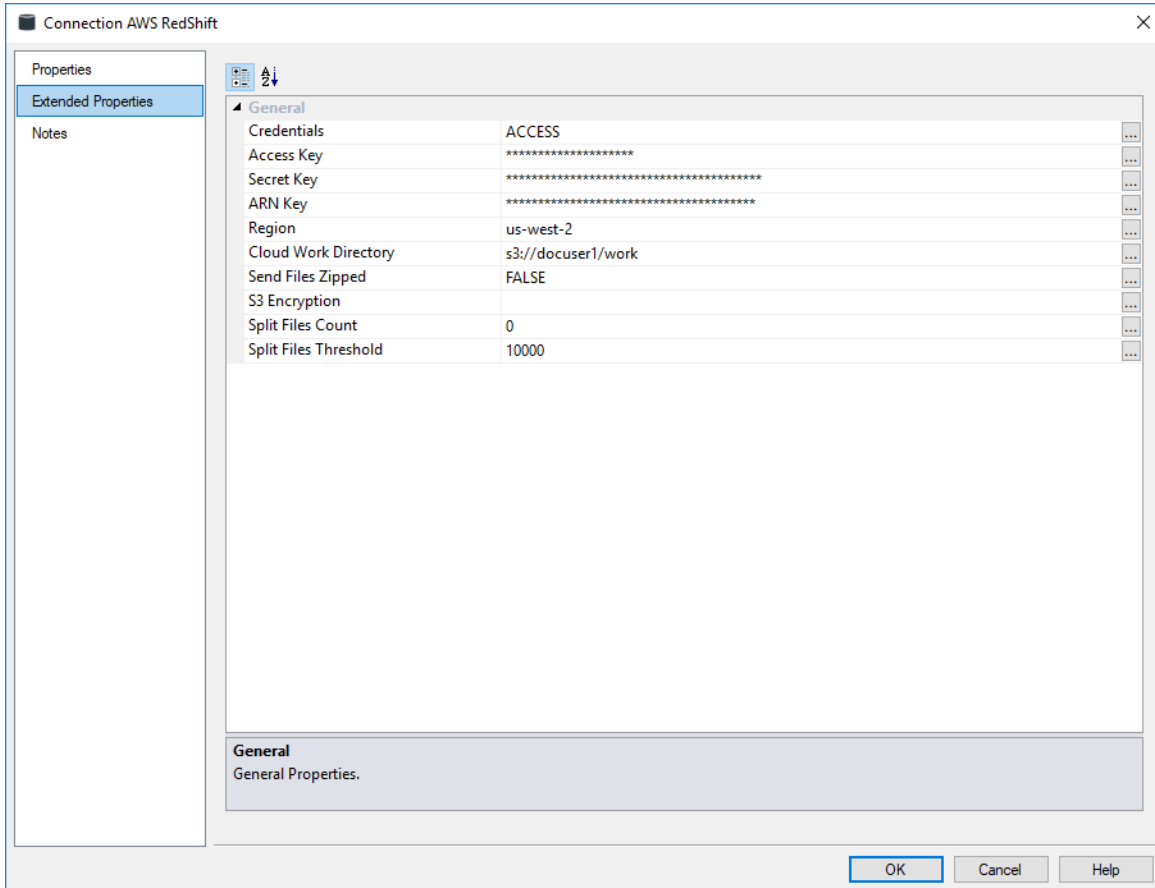 Connection AWS RedShift
Properties
Extended Properties
Notes
General
Credentials ACCESS ...
Access Key ******************** ...
Secret Key **************************************** ...
ARN Key *************************************** ...
Region us-west-2 ...
Cloud Work Directory s3://docuser1/work ...
Send Files Zipped FALSE ...
S3 Encryption ...
Split Files Count 0 ...
Split Files Threshold 10000 ...
General
General Properties.
OK Cancel Help